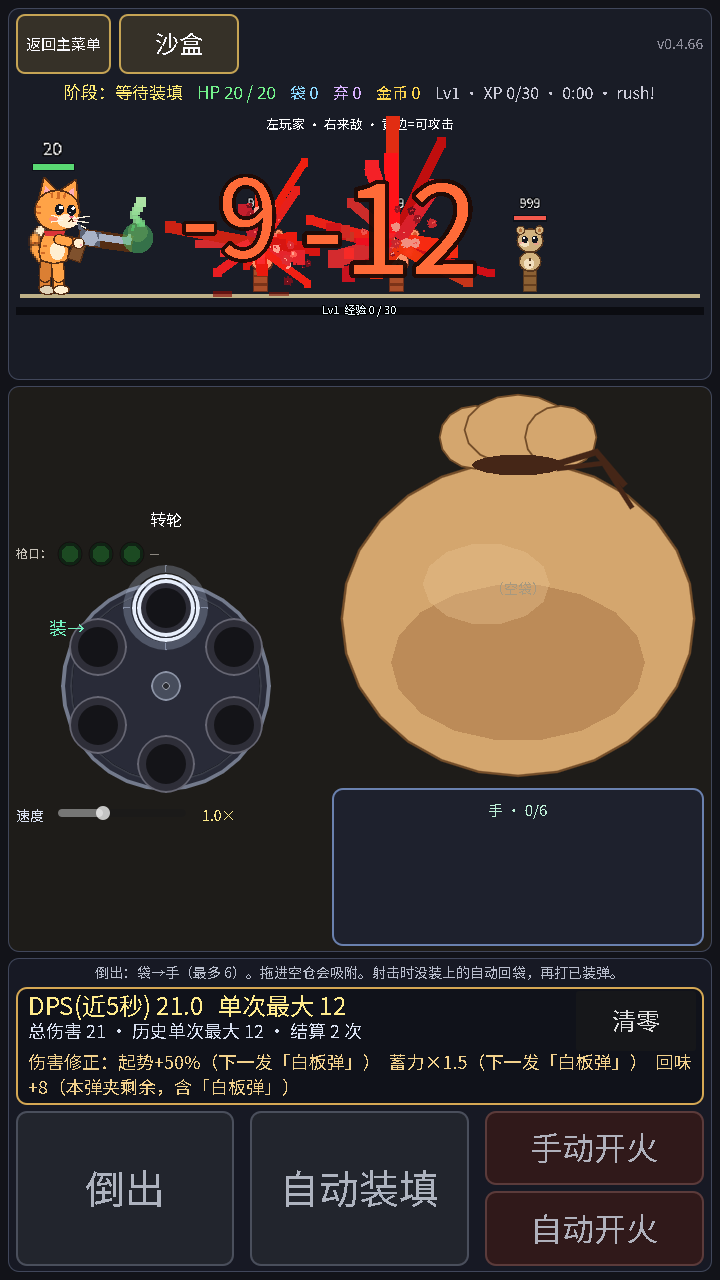 返回主菜单
沙盒
v0.4.66
阶段：等待装填 HP 20 / 20 袋 0 弃 0 金币 0 Lv1 · XP 0/30 · 0:00 · rush!
左玩家 · 右来敌 · 边=可攻击
20
-9
-12
999
Lv1 经验 0 / 30
转轮
枪口：
装→
(空袋)
速度
1.0×
手 · 0/6
倒出：袋→手（最多 6）。拖进空仓会吸附。射击时没装上的自动回袋，再打已装弹。
DPS(近5秒) 21.0 单次最大 12
总伤害 21 · 历史单次最大 12 · 结算 2 次
清零
伤害修正：起势+50%（下一发「白板弹」） 蓄力×1.5（下一发「白板弹」） 回味
+8（本弹夹剩余，含「白板弹」）
倒出
自动装填
手动开火
自动开火